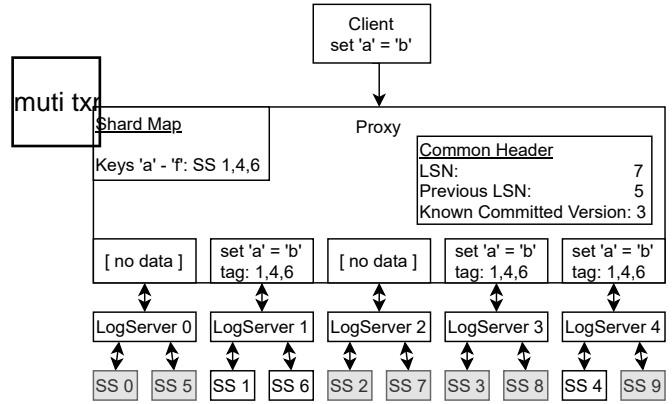 Client
set 'a' = 'b'
muti txn
Shard Map
Keys 'a' - 'f': SS 1,4,6
Proxy
Common Header
LSN: 7
Previous LSN: 5
Known Committed Version: 3
[ no data ]
set 'a' = 'b'
tag: 1,4,6
[ no data ]
set 'a' = 'b'
tag: 1,4,6
set 'a' = 'b'
tag: 1,4,6
LogServer 0
LogServer 1
LogServer 2
LogServer 3
LogServer 4
SS 0
SS 5
SS 1
SS 6
SS 2
SS 7
SS 3
SS 8
SS 4
SS 9